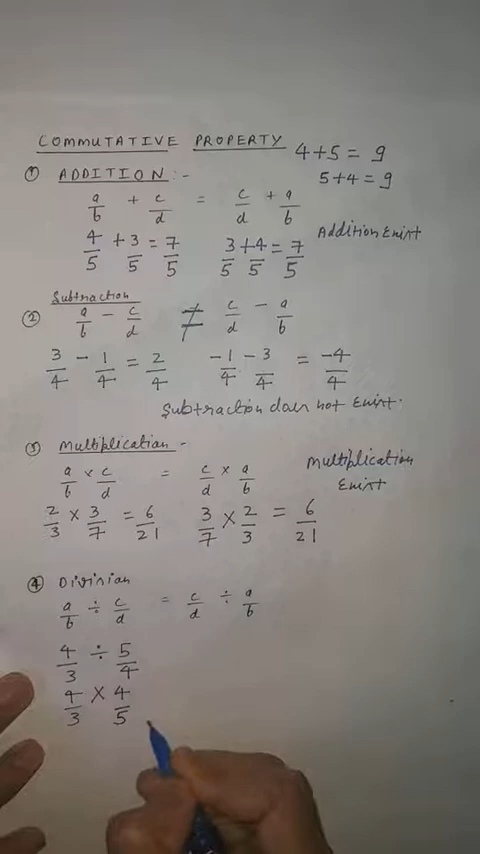 COMMUTATIVE PROPERTY
4+5 = 9
5+4 = 9
① ADDITION :-
a/b + c/d = c/d + a/b
4/5 + 3/5 = 7/5 3/5 + 4/5 = 7/5
Addition Exist
Subtraction
② a/b - c/d ≠ c/d - a/b
3/4 - 1/4 = 2/4 -1/4 - 3/4 = -4/4
Subtraction does not Exist.
③ Multiplication -
a/b × c/d = c/d × a/b
Multiplication
Exist
2/3 × 3/7 = 6/21 3/7 × 2/3 = 6/21
④ Division
a/b ÷ c/d = c/d ÷ a/b
4/3 ÷ 5/4
4/3 × 4/5